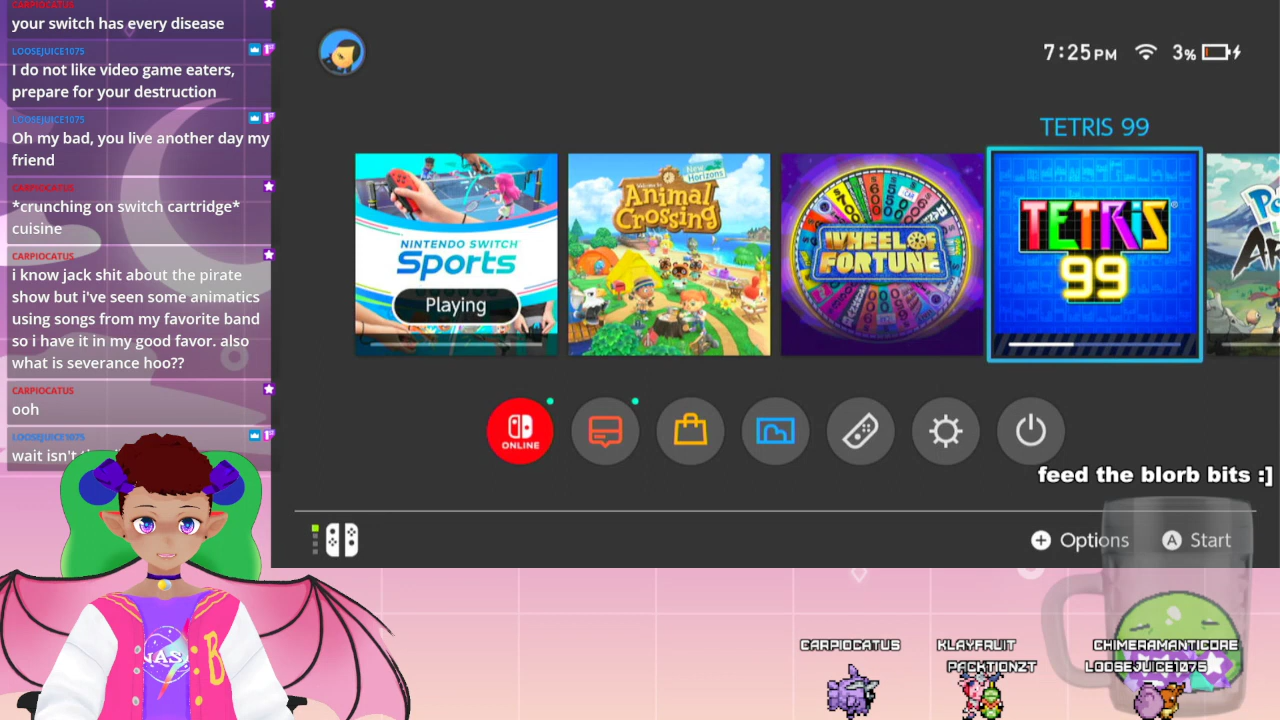 CARPIOCATUS
your switch has every disease
LOOSEJUICE1075
I do not like video game eaters,
prepare for your destruction
LOOSEJUICE1075
Oh my bad, you live another day my
friend
CARPIOCATUS
*crunching on switch cartridge*
cuisine
CARPIOCATUS
i know jack shit about the pirate
show but i've seen some animatics
using songs from my favorite band
so i have it in my good favor. also
what is severance hoo??
CARPIOCATUS
ooh
LOOSEJUICE1075
wait isn't
7:25PM 3%
TETRIS 99
NINTENDO SWITCH
Sports
Playing
Welcome to
Animal
Crossing
New
Horizons
WHEEL OF
FORTUNE
TETRIS
99
ONLINE
feed the blorb bits :]
Options
A Start
NAS
B
CARPIOCATUS
KLAYFRUIT
PACKTIONZT
CHIMERAMANTICORE
LOOSEJUICE1075